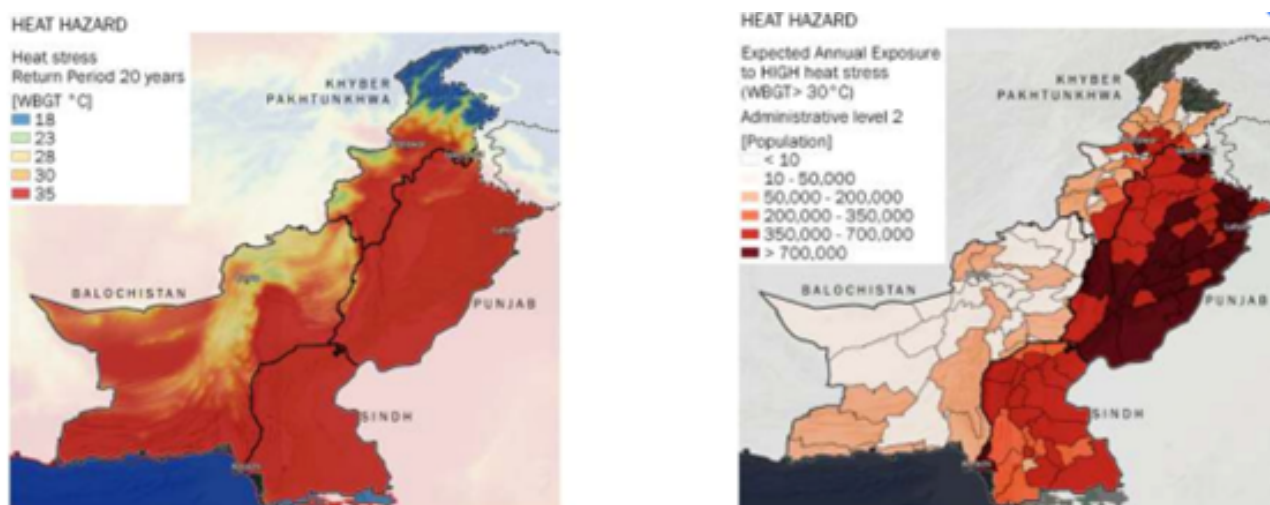 HEAT HAZARD
Heat stress
Return Period 20 years
[WBGT °C]
18
23
28
30
35
KHYBER
PAKHTUNKHWA
BALOCHISTAN
PUNJAB
SINDH
HEAT HAZARD
Expected Annual Exposure
to HIGH heat stress
(WBGT> 30°C)
Administrative level 2
[Population]
< 10
10 - 50,000
50,000 - 200,000
200,000 - 350,000
350,000 - 700,000
> 700,000
KHYBER
PAKHTUNKHWA
BALOCHISTAN
PUNJAB
SINDH